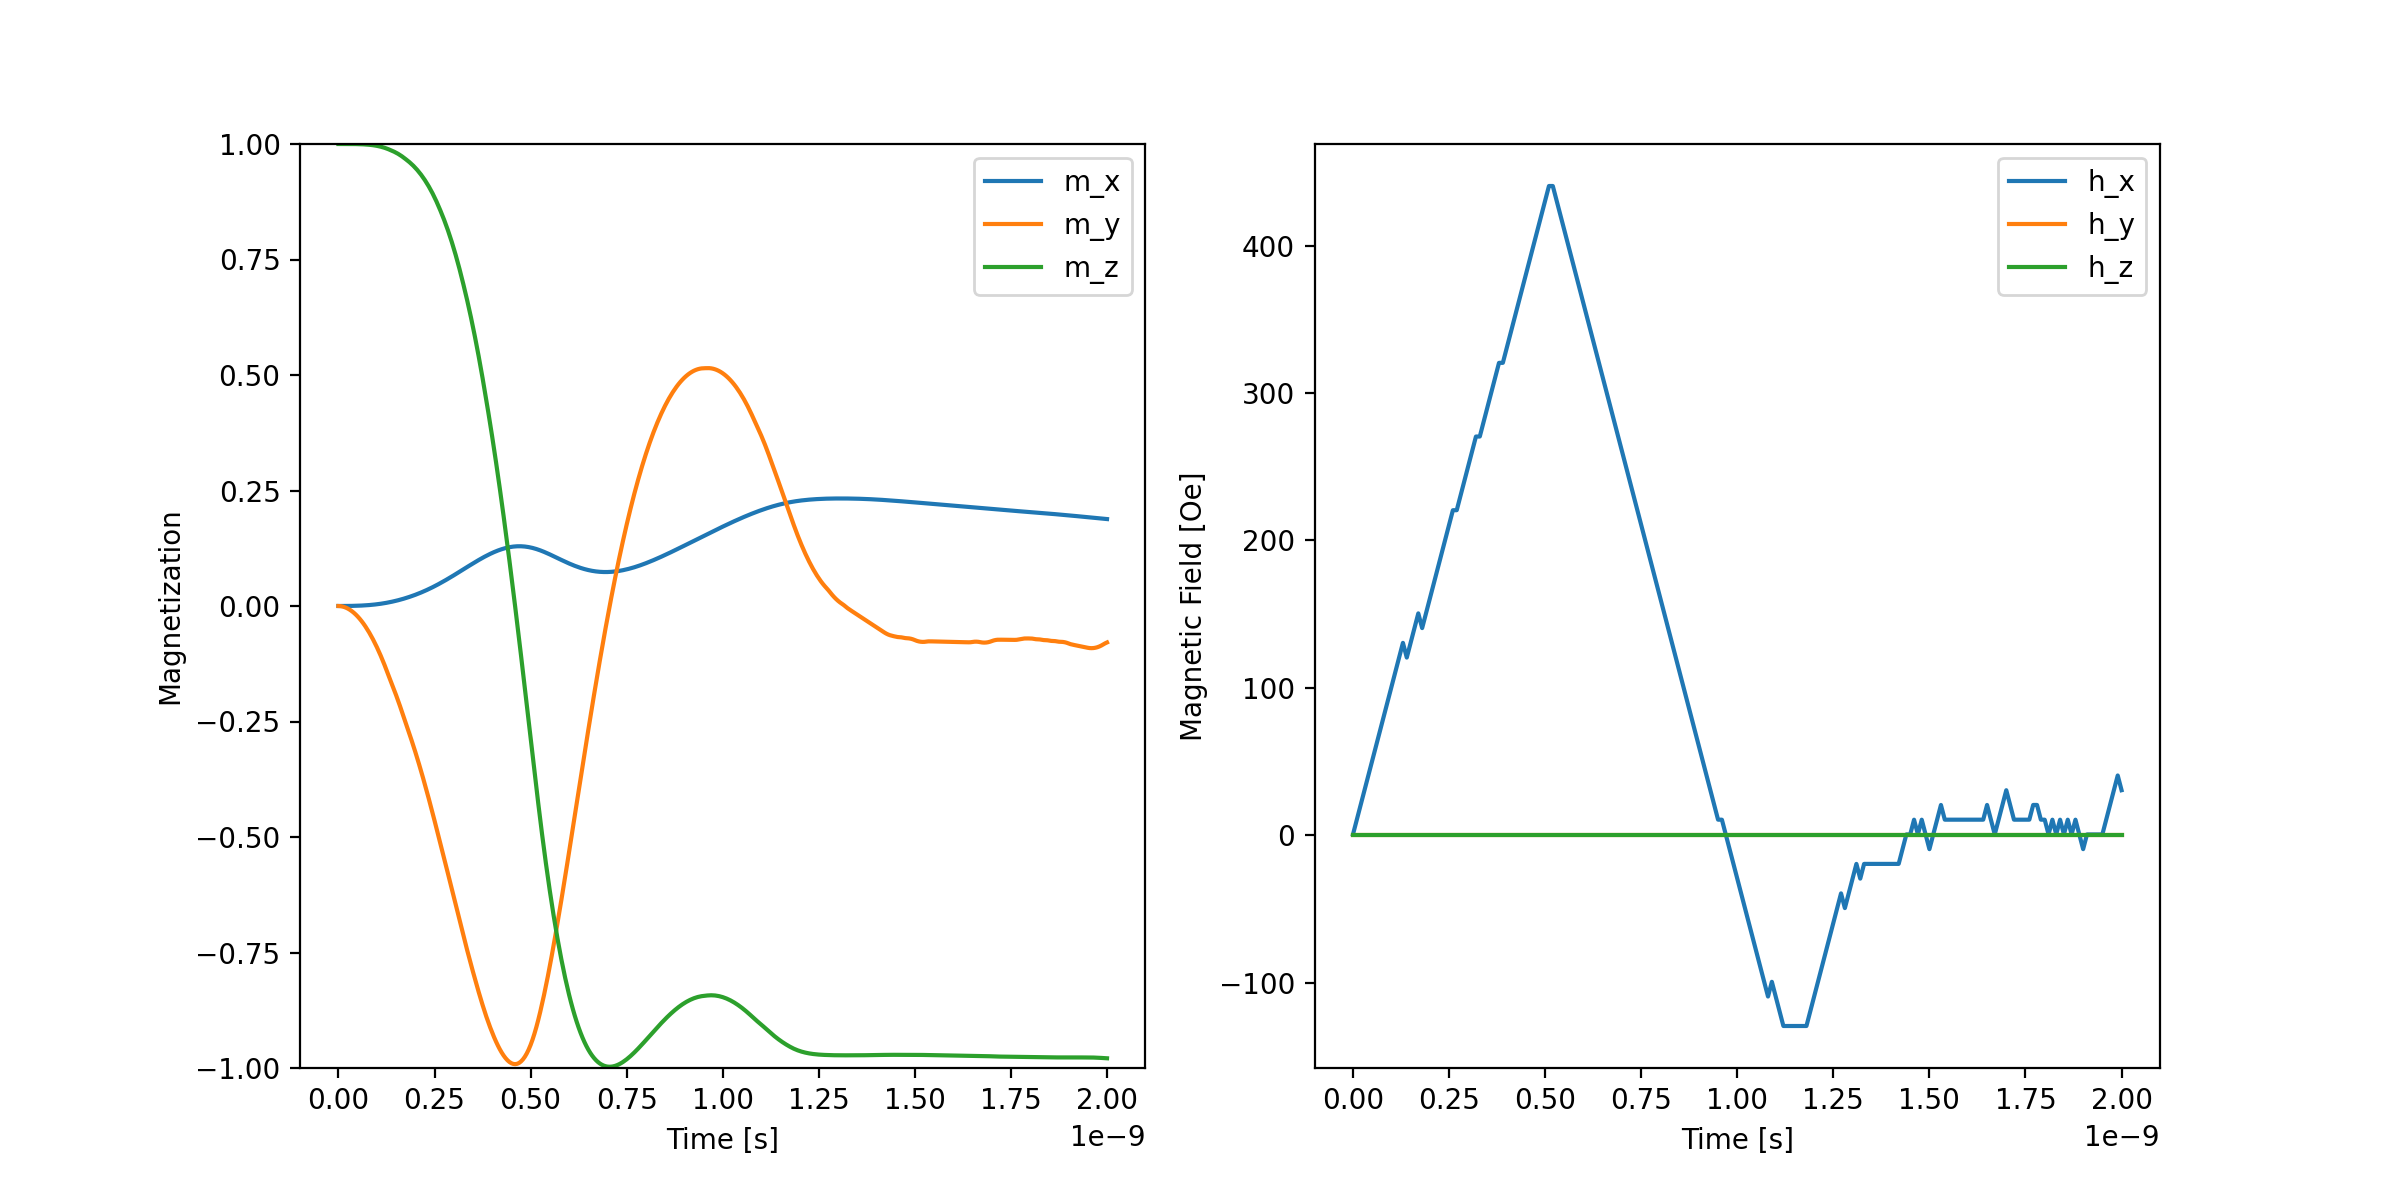 1.00
0.75
0.50
0.25
0.00
−0.25
−0.50
−0.75
−1.00
Magnetization
0.00 0.25 0.50 0.75 1.00 1.25 1.50 1.75 2.00
Time [s]
1e−9
m_x
m_y
m_z
400
300
200
100
0
−100
Magnetic Field [Oe]
0.00 0.25 0.50 0.75 1.00 1.25 1.50 1.75 2.00
Time [s]
1e−9
h_x
h_y
h_z